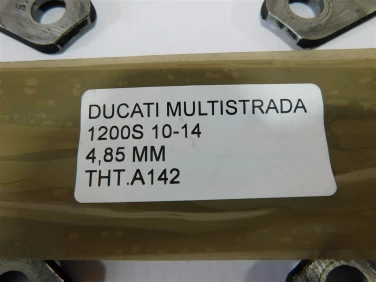 DUCATI MULTISTRADA
1200S 10-14
4,85 MM
THT.A142